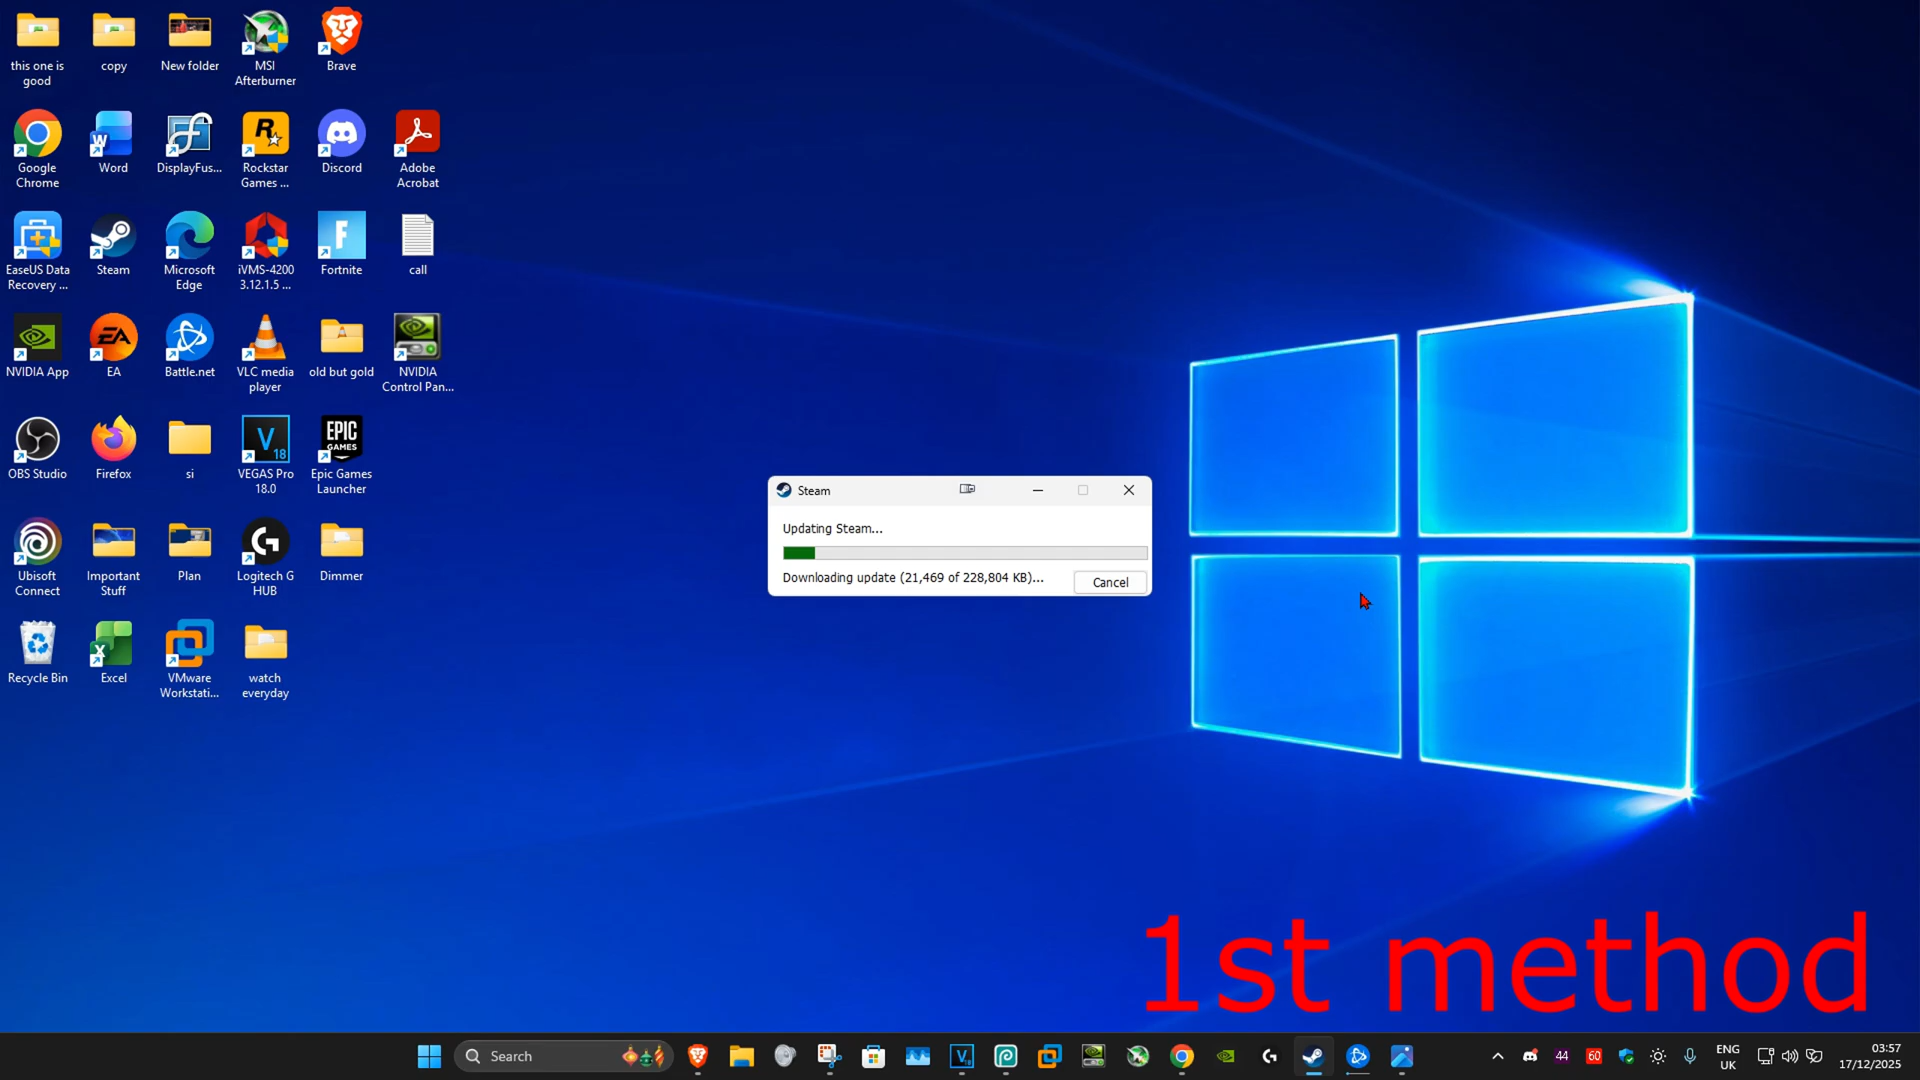 this one is
good
copy
New folder
MSI
Afterburner
Brave
Google
Chrome
Word
DisplayFus...
Rockstar
Games ...
Discord
Adobe
Acrobat
EaseUS Data
Recovery ...
Steam
Microsoft
Edge
iVMS-4200
3.12.1.5 ...
Fortnite
call
NVIDIA App
EA
Battle.net
VLC media
player
old but gold
NVIDIA
Control Pan...
OBS Studio
Firefox
si
VEGAS Pro
18.0
Epic Games
Launcher
Ubisoft
Connect
Important
Stuff
Plan
Logitech G
HUB
Dimmer
Recycle Bin
Excel
VMware
Workstati...
watch
everyday
Steam
Updating Steam...
Downloading update (21,469 of 228,804 KB)...
Cancel
1st method
Search
44
60
ENG
UK
03:57
17/12/2025